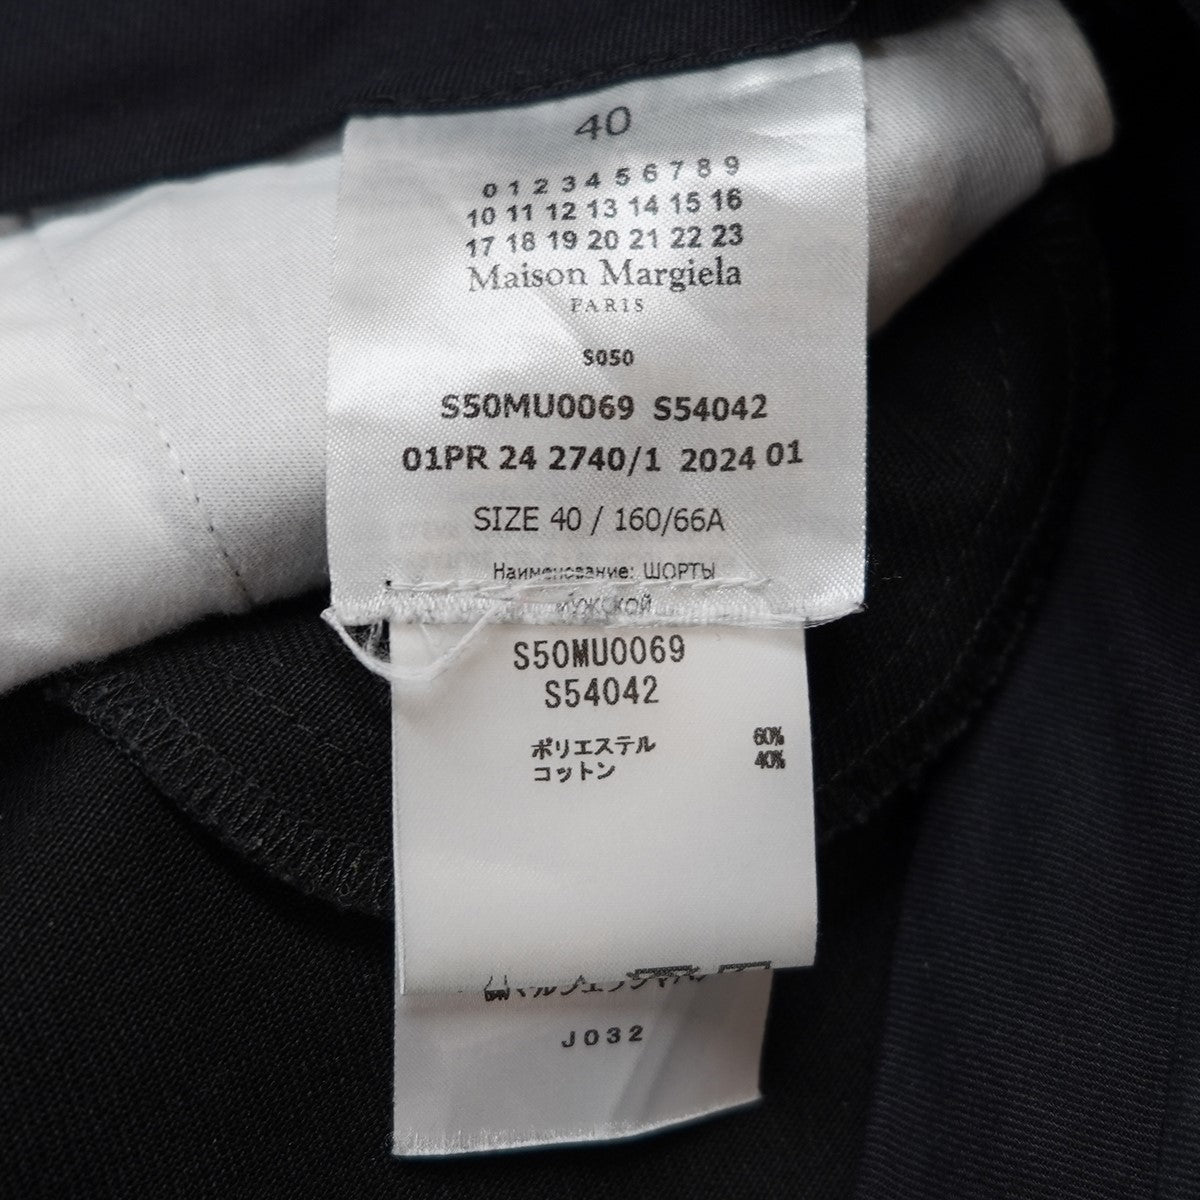 40
0 1 2 3 4 5 6 7 8 9
10 11 12 13 14 15 16
17 18 19 20 21 22 23
Maison Margiela
PARIS
S050
S50MU0069 S54042
01PR 24 2740/1 2024 01
SIZE 40 / 160/66A
Наименование: ШОРТЫ
МУЖСКОЙ
S50MU0069
S54042
ポリエステル 60%
コットン 40%
J032